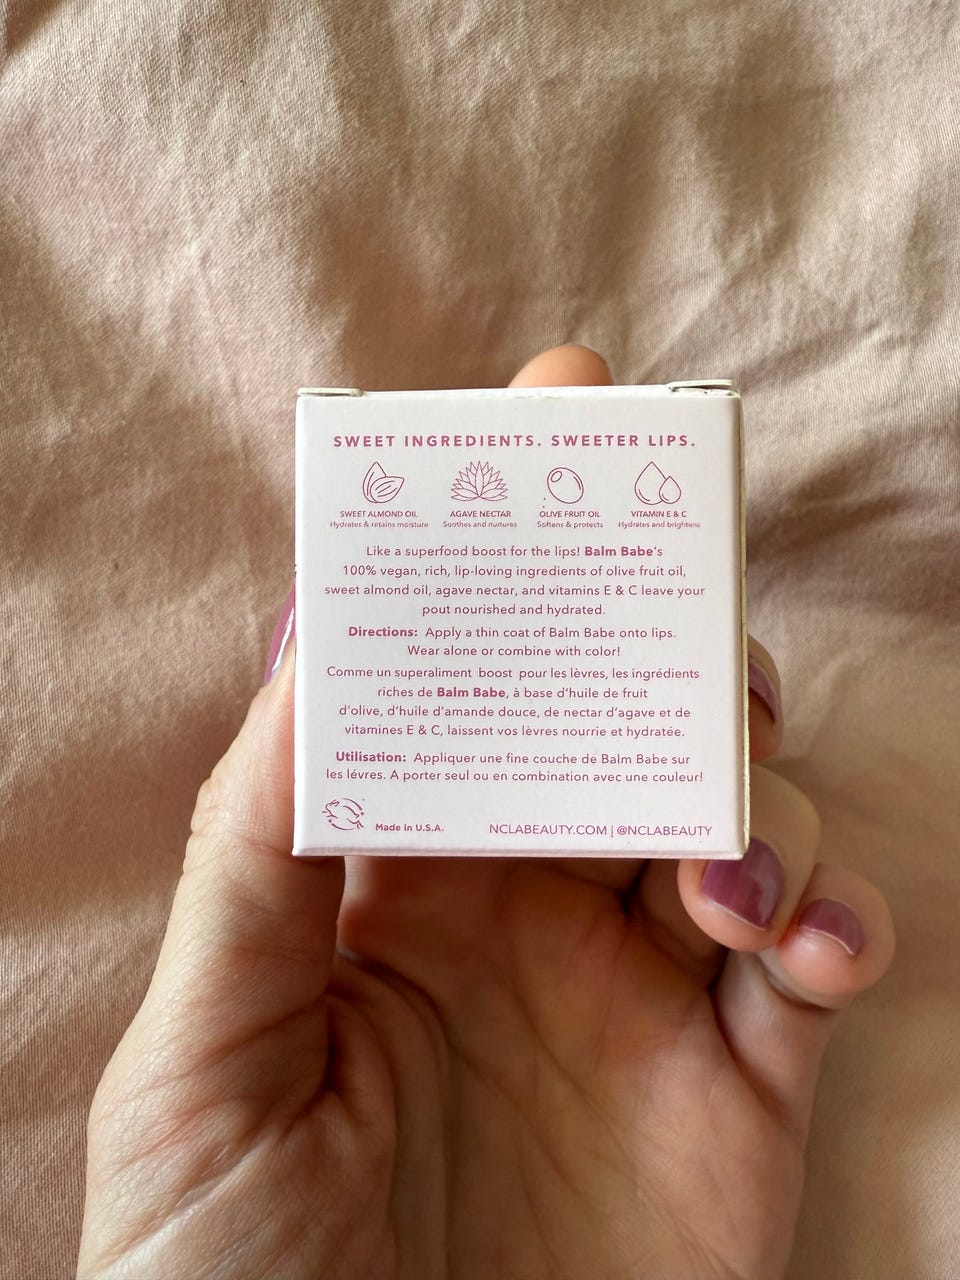 SWEET INGREDIENTS. SWEETER LIPS.
SWEET ALMOND OIL
Hydrates & retains moisture
AGAVE NECTAR
Soothes and nurtures
OLIVE FRUIT OIL
Softens & protects
VITAMIN E & C
Hydrates and brightens
Like a superfood boost for the lips! Balm Babe's
100% vegan, rich, lip-loving ingredients of olive fruit oil,
sweet almond oil, agave nectar, and vitamins E & C leave your
pout nourished and hydrated.
Directions: Apply a thin coat of Balm Babe onto lips.
Wear alone or combine with color!
Comme un superaliment boost pour les lèvres, les ingrédients
riches de Balm Babe, à base d'huile de fruit
d'olive, d'huile d'amande douce, de nectar d'agave et de
vitamines E & C, laissent vos lèvres nourrie et hydratée.
Utilisation: Appliquer une fine couche de Balm Babe sur
les lévres. A porter seul ou en combination avec une couleur!
Made in U.S.A.
NCLABEAUTY.COM | @NCLABEAUTY